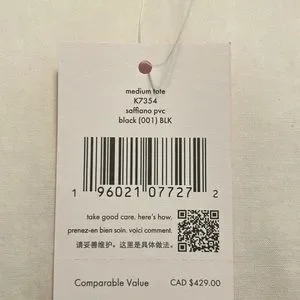 medium tote
K7354
saffiano pvc
black (001) BLK
1 96021 07727 2
take good care. here's how.
prenez-en bien soin. voici comment.
请妥善维护。这里是具体做法。
Comparable Value CAD $429.00